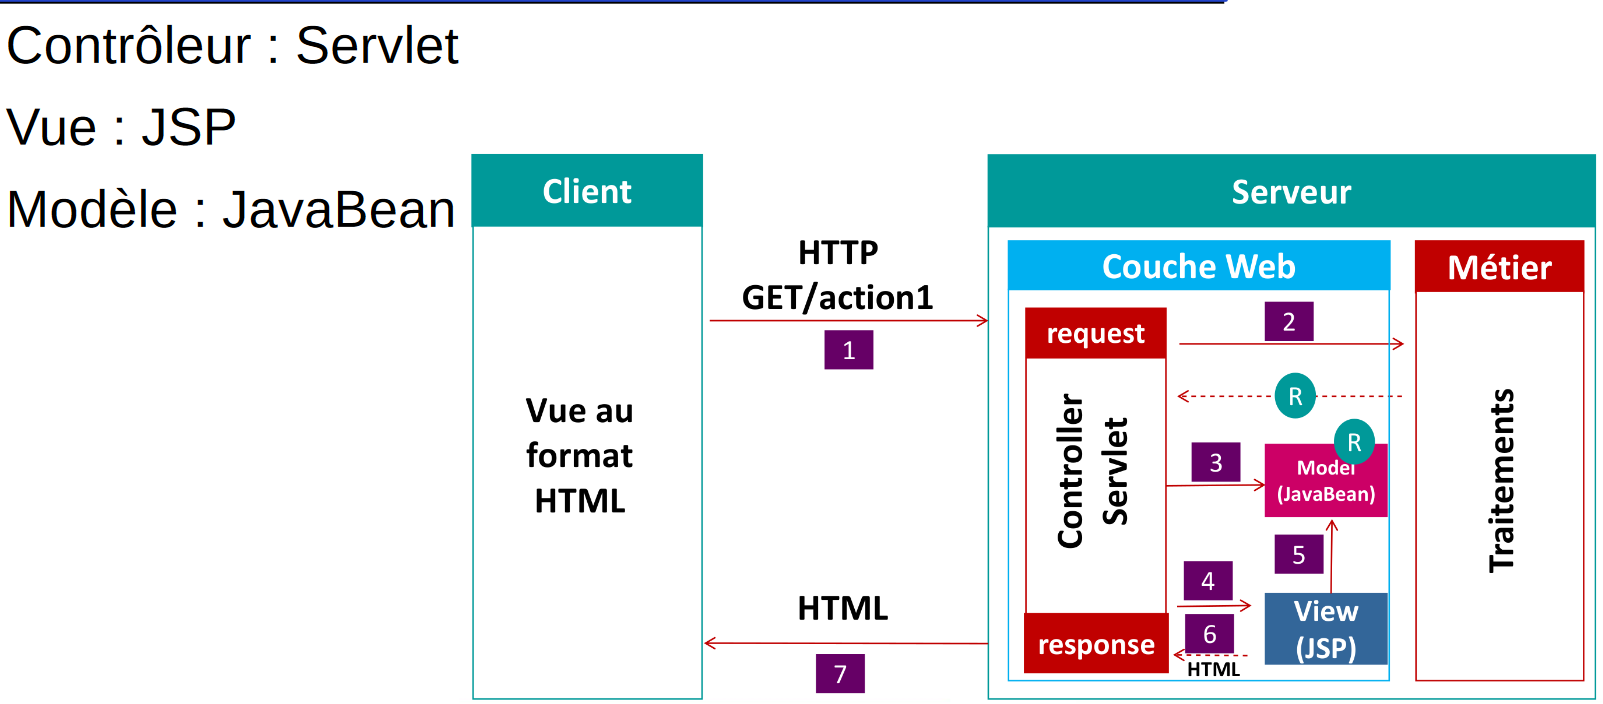 Contrôleur : Servlet
Vue : JSP
Modèle : JavaBean
Client
Vue au
format
HTML
HTTP
GET/action1
1
HTML
7
Serveur
Couche Web
request
Controller
Servlet
response
2
R
R
3
Model
(JavaBean)
5
4
6
HTML
View
(JSP)
Métier
Traitements